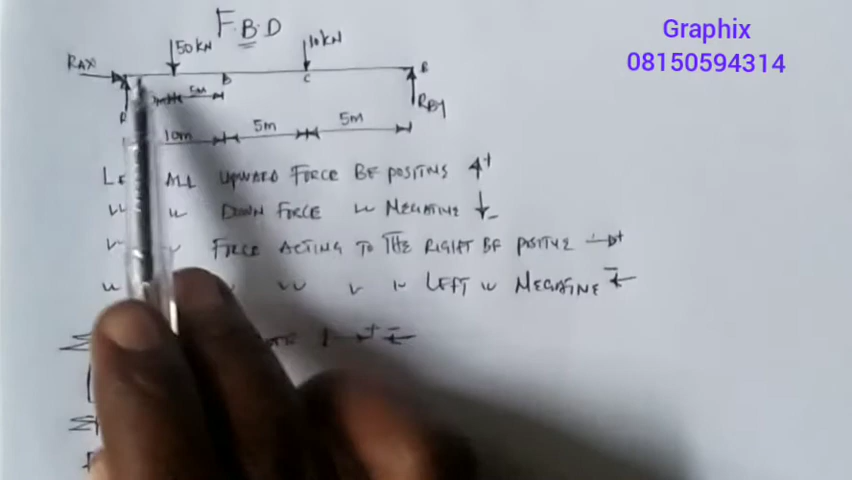 Graphix
08150594314
F.B.D
50KN
10KN
RAX
B
C
B
5m
RBY
10m
5m
5m
ALL UPWARD FORCE BE POSITIVE +
" DOWN FORCE " NEGATIVE -
" " FORCE ACTING TO THE RIGHT BE POSITIVE +
" " " " LEFT " NEGATIVE -
+ -